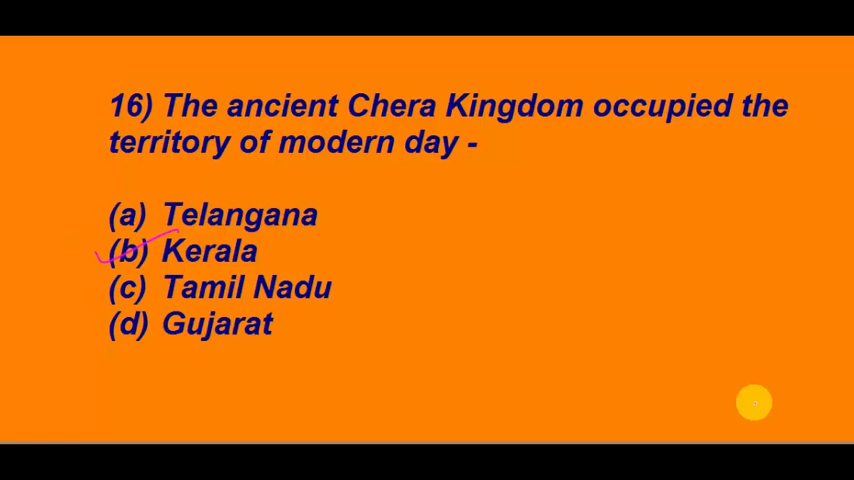 16) The ancient Chera Kingdom occupied the
territory of modern day -
(a) Telangana
(b) Kerala
(c) Tamil Nadu
(d) Gujarat